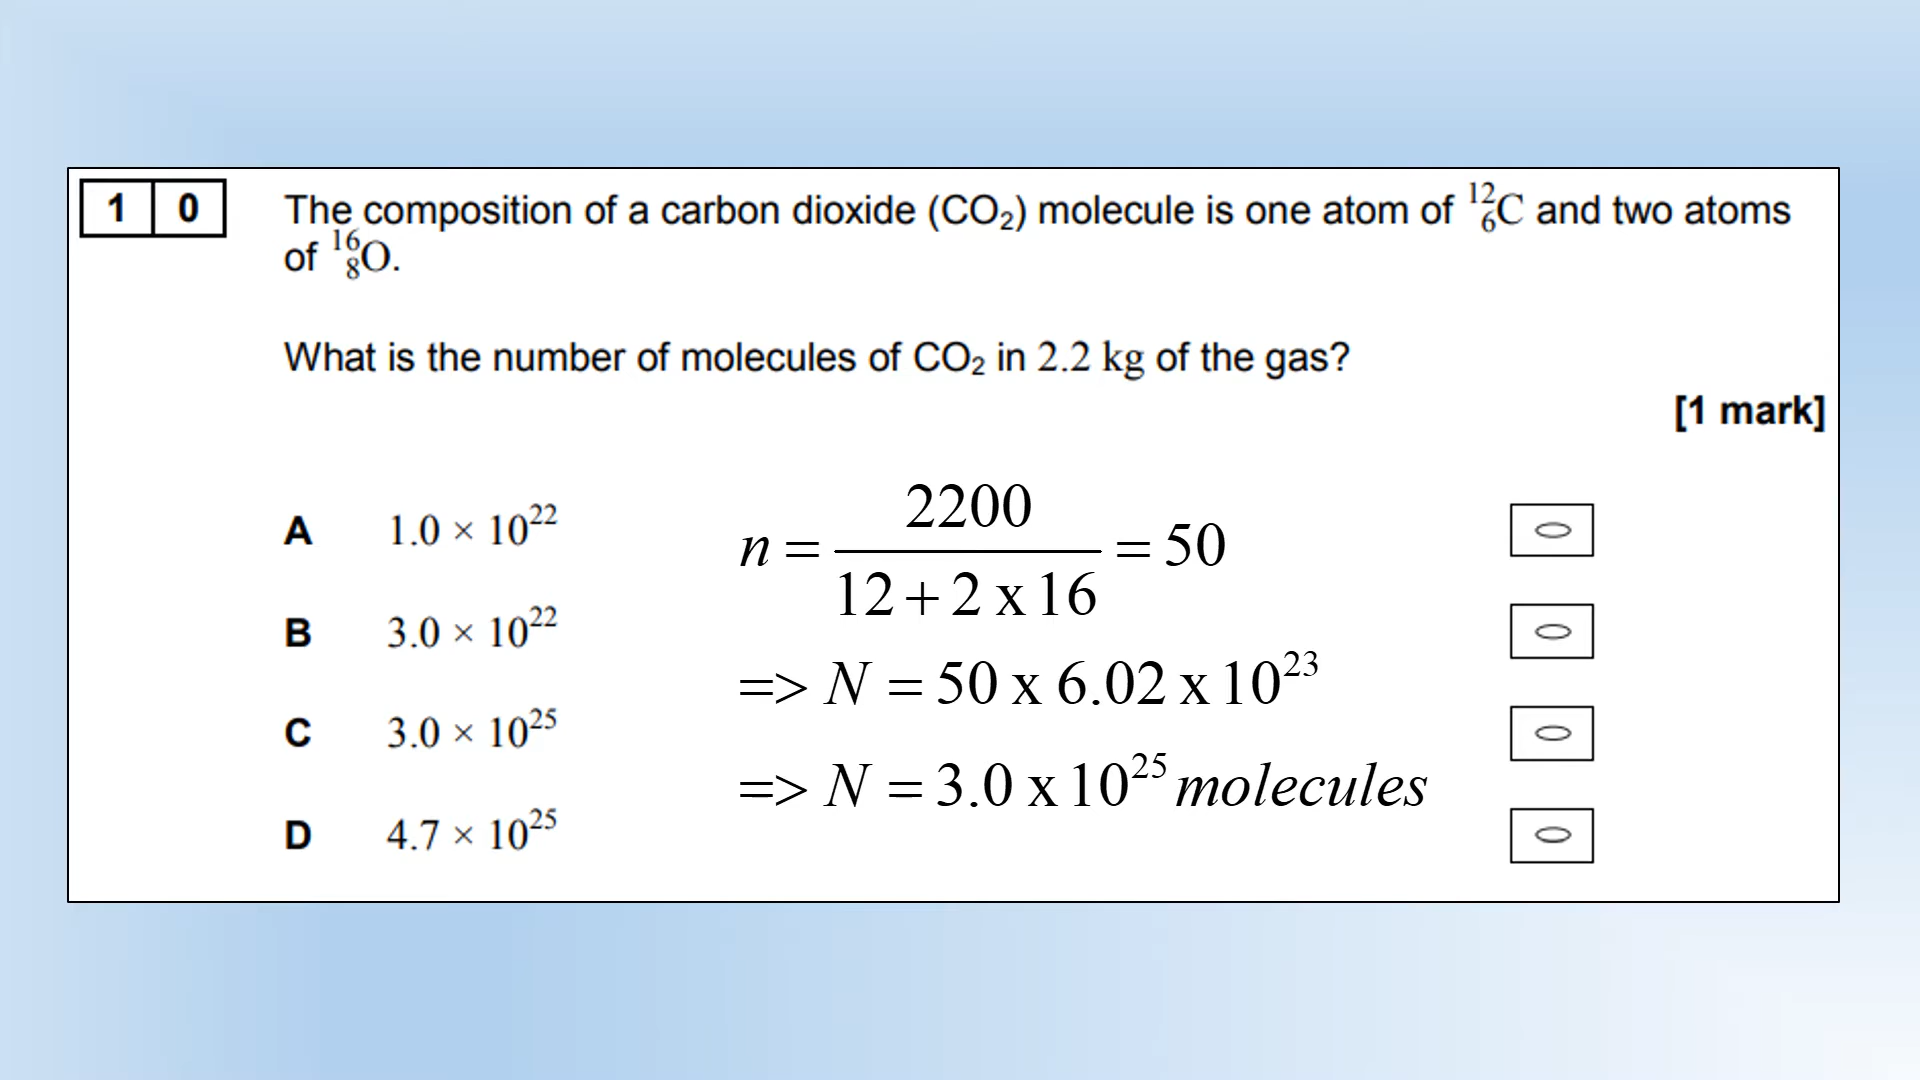 1 0 The composition of a carbon dioxide (CO₂) molecule is one atom of ¹²₆C and two atoms
of ¹⁶₈O.
What is the number of molecules of CO₂ in 2.2 kg of the gas?
[1 mark]
A 1.0 × 10²²
B 3.0 × 10²²
C 3.0 × 10²⁵
D 4.7 × 10²⁵
n = 2200 / 12 + 2 x 16 = 50
=> N = 50 x 6.02 x 10²³
=> N = 3.0 x 10²⁵ molecules